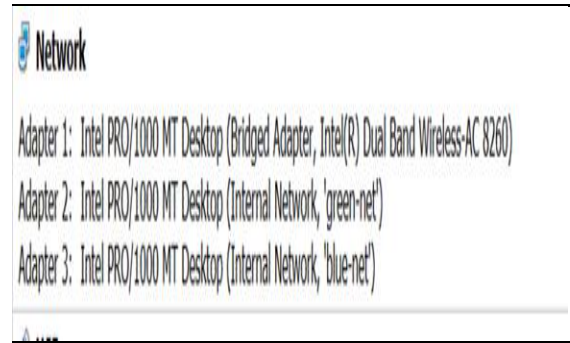 Network
Adapter 1: Intel PRO/1000 MT Desktop (Bridged Adapter, Intel(R) Dual Band Wireless-AC 8260)
Adapter 2: Intel PRO/1000 MT Desktop (Internal Network, 'green-net')
Adapter 3: Intel PRO/1000 MT Desktop (Internal Network, 'blue-net')